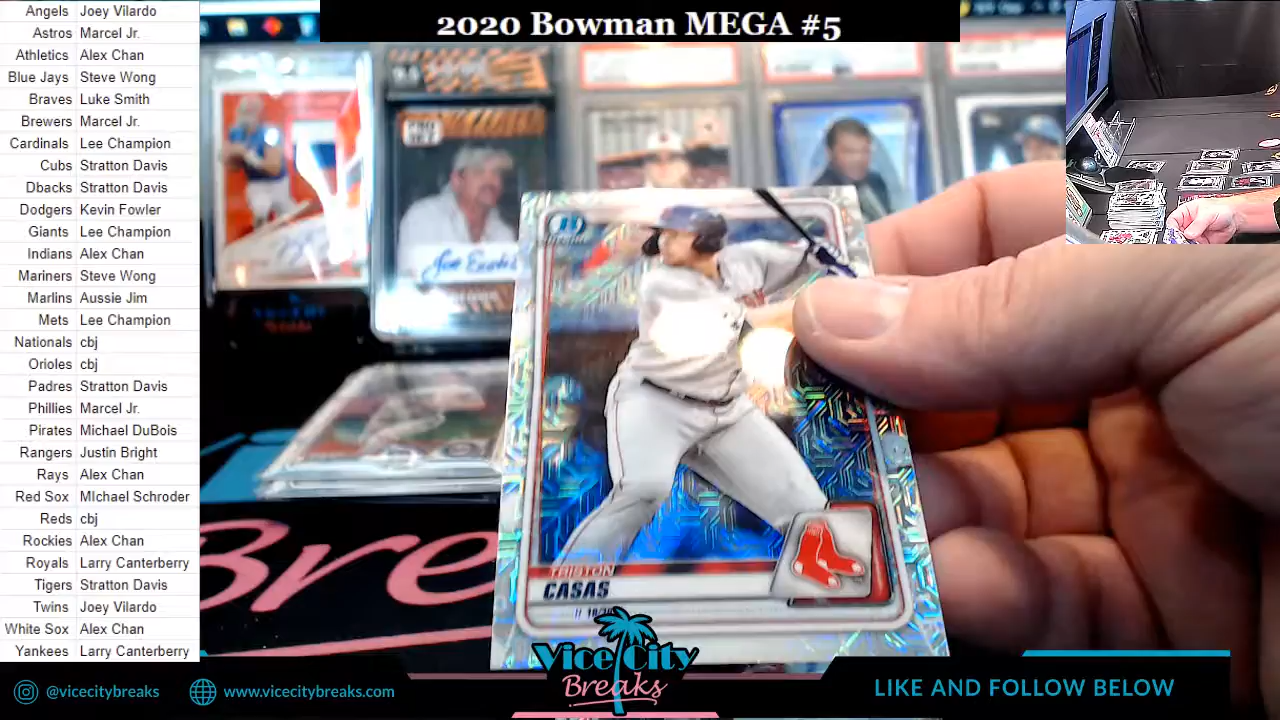 2020 Bowman MEGA #5
Angels Joey Vilardo
Astros Marcel Jr.
Athletics Alex Chan
Blue Jays Steve Wong
Braves Luke Smith
Brewers Marcel Jr.
Cardinals Lee Champion
Cubs Stratton Davis
Dbacks Stratton Davis
Dodgers Kevin Fowler
Giants Lee Champion
Indians Alex Chan
Mariners Steve Wong
Marlins Aussie Jim
Mets Lee Champion
Nationals cbj
Orioles cbj
Padres Stratton Davis
Phillies Marcel Jr.
Pirates Michael DuBois
Rangers Justin Bright
Rays Alex Chan
Red Sox MIchael Schroder
Reds cbj
Rockies Alex Chan
Royals Larry Canterberry
Tigers Stratton Davis
Twins Joey Vilardo
White Sox Alex Chan
Yankees Larry Canterberry
TRISTON
CASAS
Bre
Vice City
Breaks
@vicecitybreaks
www.vicecitybreaks.com
LIKE AND FOLLOW BELOW